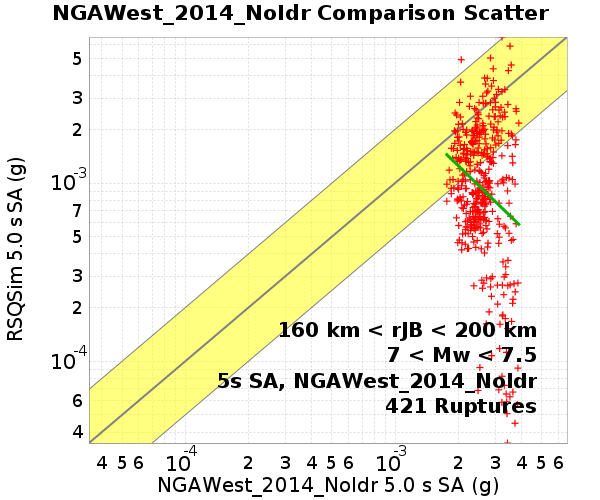 NGAWest_2014_NoIdr Comparison Scatter
5
3
2
10-3
7
5
3
2
10-4
6
4
RSQSim 5.0 s SA (g)
160 km < rJB < 200 km
7 < Mw < 7.5
5s SA, NGAWest_2014_NoIdr
421 Ruptures
4 5 6 10-4 2 3 4 5 6 10-3 2 3 4 5 6
NGAWest_2014_NoIdr 5.0 s SA (g)